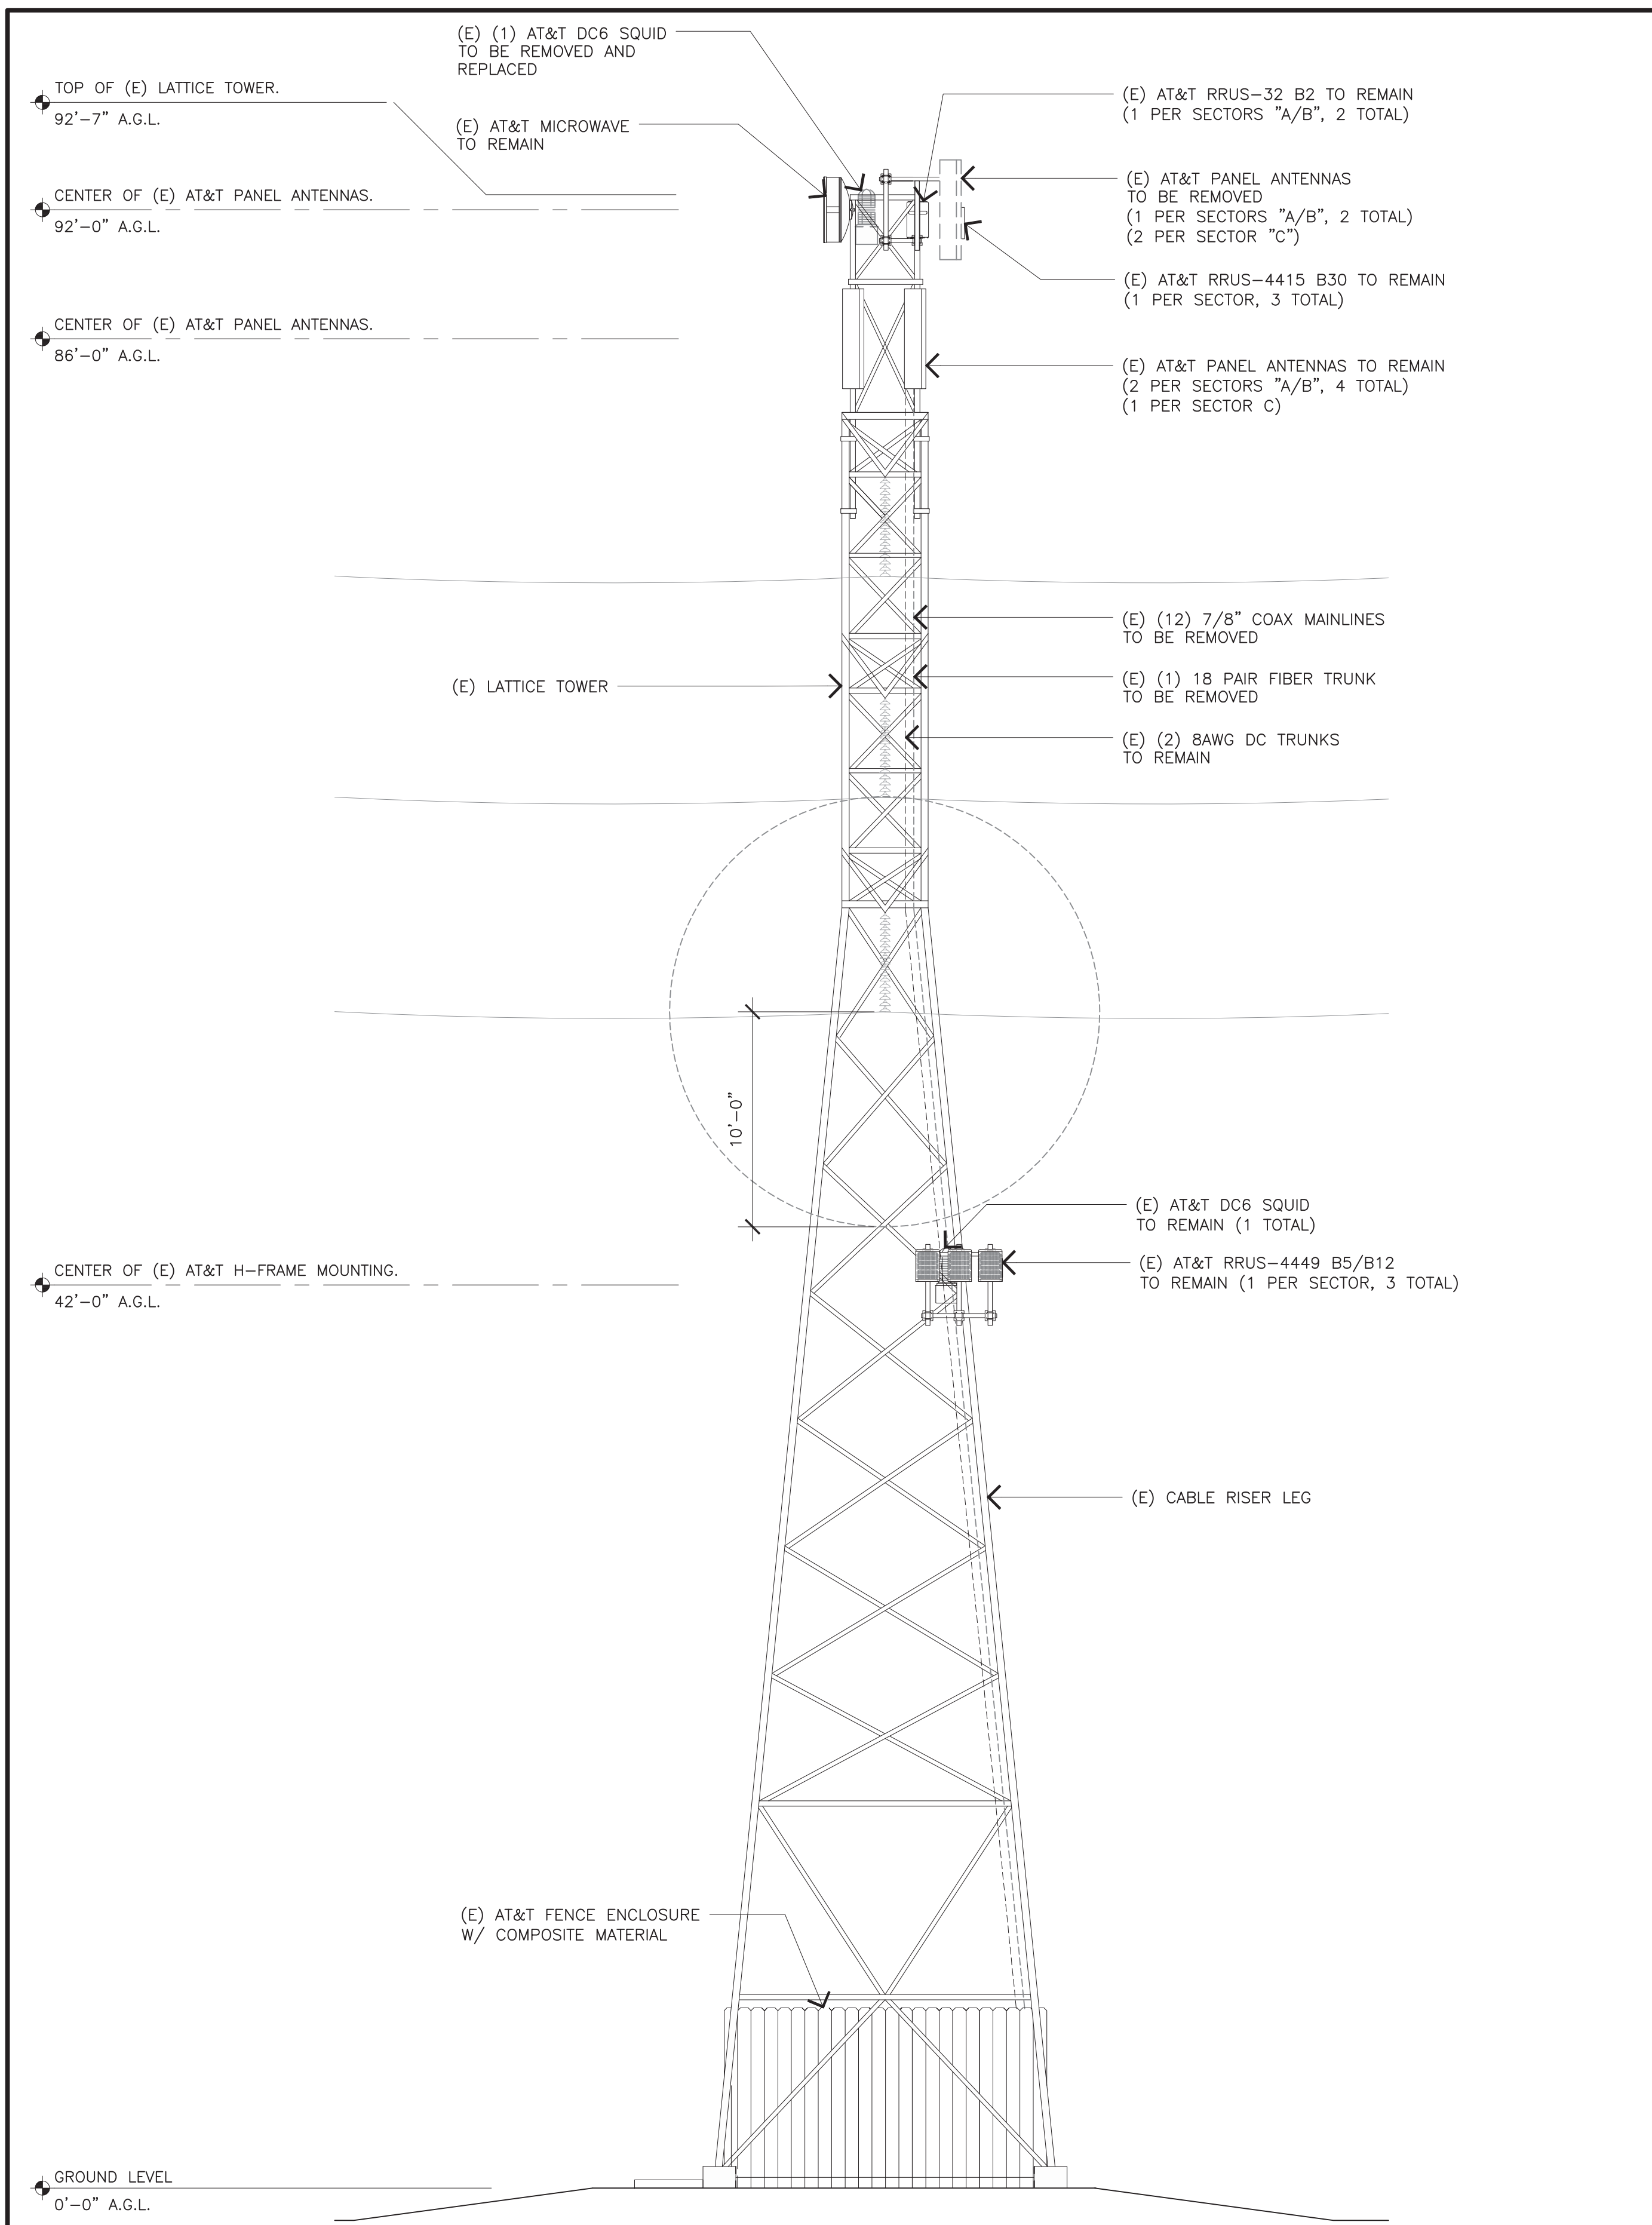 (E) (1) AT&T DC6 SQUID
TO BE REMOVED AND
REPLACED
TOP OF (E) LATTICE TOWER.
92'-7" A.G.L.
(E) AT&T MICROWAVE
TO REMAIN
(E) AT&T RRUS-32 B2 TO REMAIN
(1 PER SECTORS "A/B", 2 TOTAL)
CENTER OF (E) AT&T PANEL ANTENNAS.
92'-0" A.G.L.
(E) AT&T PANEL ANTENNAS
TO BE REMOVED
(1 PER SECTORS "A/B", 2 TOTAL)
(2 PER SECTOR "C")
(E) AT&T RRUS-4415 B30 TO REMAIN
(1 PER SECTOR, 3 TOTAL)
CENTER OF (E) AT&T PANEL ANTENNAS.
86'-0" A.G.L.
(E) AT&T PANEL ANTENNAS TO REMAIN
(2 PER SECTORS "A/B", 4 TOTAL)
(1 PER SECTOR C)
(E) (12) 7/8" COAX MAINLINES
TO BE REMOVED
(E) LATTICE TOWER
(E) (1) 18 PAIR FIBER TRUNK
TO BE REMOVED
(E) (2) 8AWG DC TRUNKS
TO REMAIN
10'-0"
(E) AT&T DC6 SQUID
TO REMAIN (1 TOTAL)
CENTER OF (E) AT&T H-FRAME MOUNTING.
42'-0" A.G.L.
(E) AT&T RRUS-4449 B5/B12
TO REMAIN (1 PER SECTOR, 3 TOTAL)
(E) CABLE RISER LEG
(E) AT&T FENCE ENCLOSURE
W/ COMPOSITE MATERIAL
GROUND LEVEL
0'-0" A.G.L.